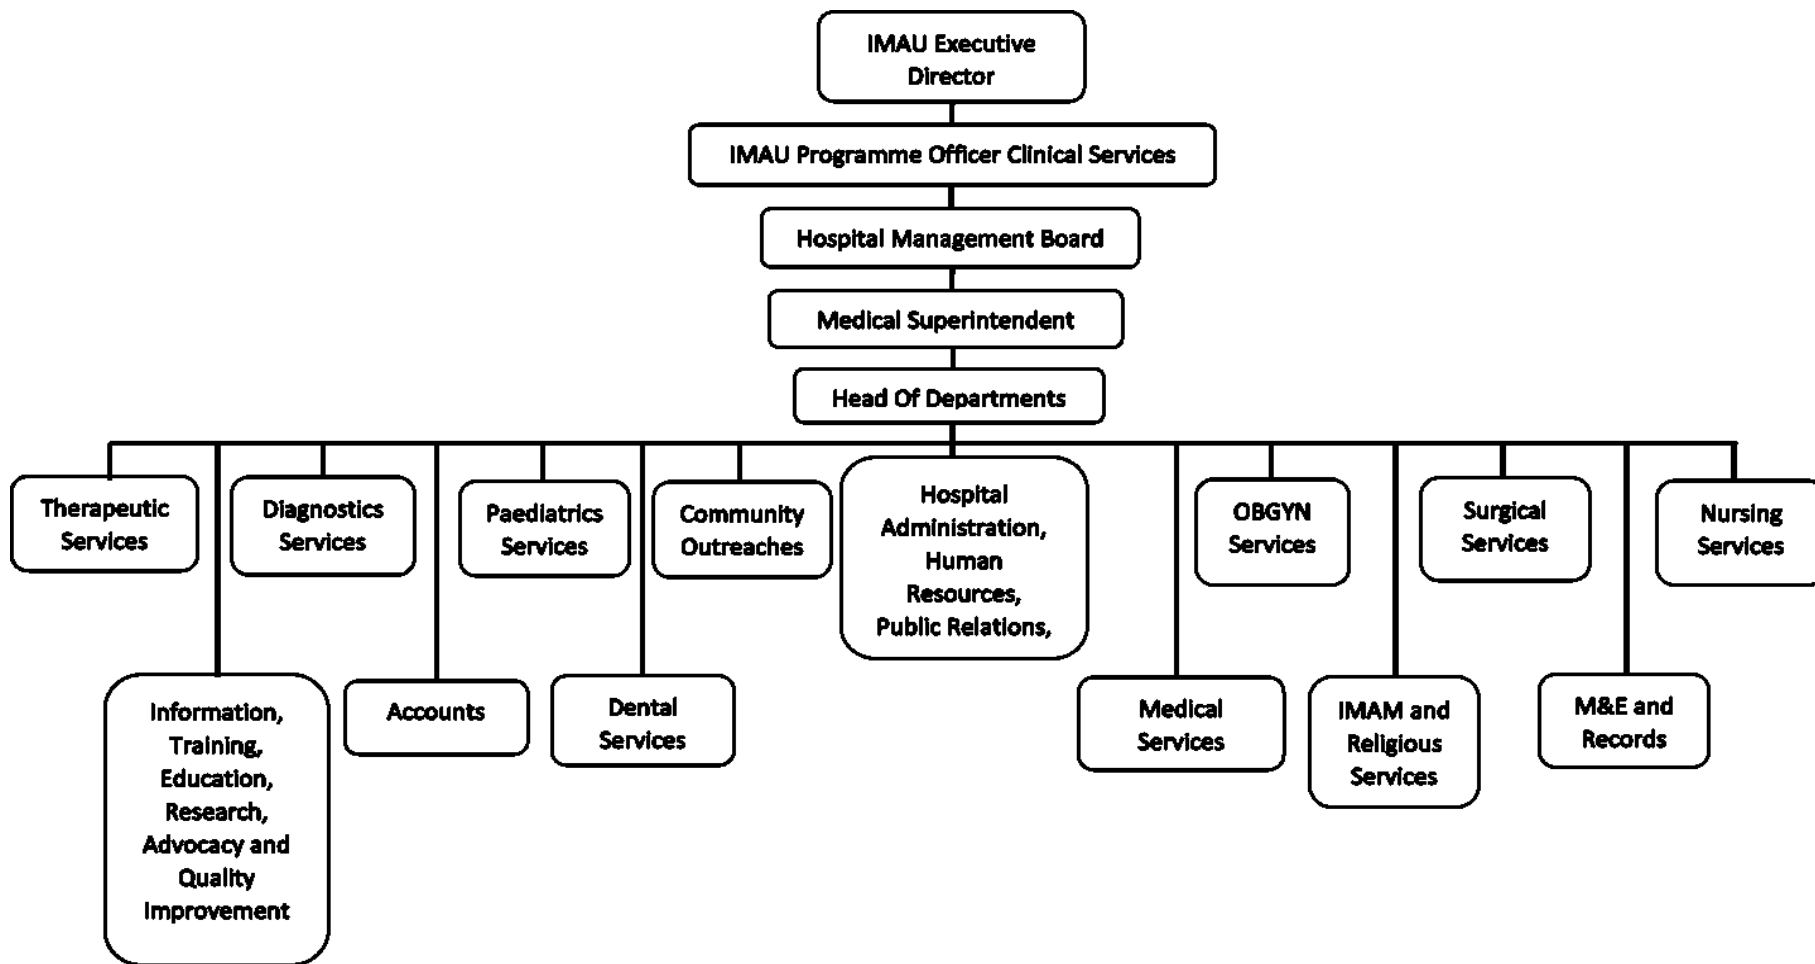 IMAU Executive
Director
IMAU Programme Officer Clinical Services
Hospital Management Board
Medical Superintendent
Head Of Departments
Therapeutic
Services
Diagnostics
Services
Paediatrics
Services
Community
Outreaches
Hospital
Administration,
Human
Resources,
Public Relations,
OBGYN
Services
Surgical
Services
Nursing
Services
Information,
Training,
Education,
Research,
Advocacy and
Quality
Improvement
Accounts
Dental
Services
Medical
Services
IMAM and
Religious
Services
M&E and
Records